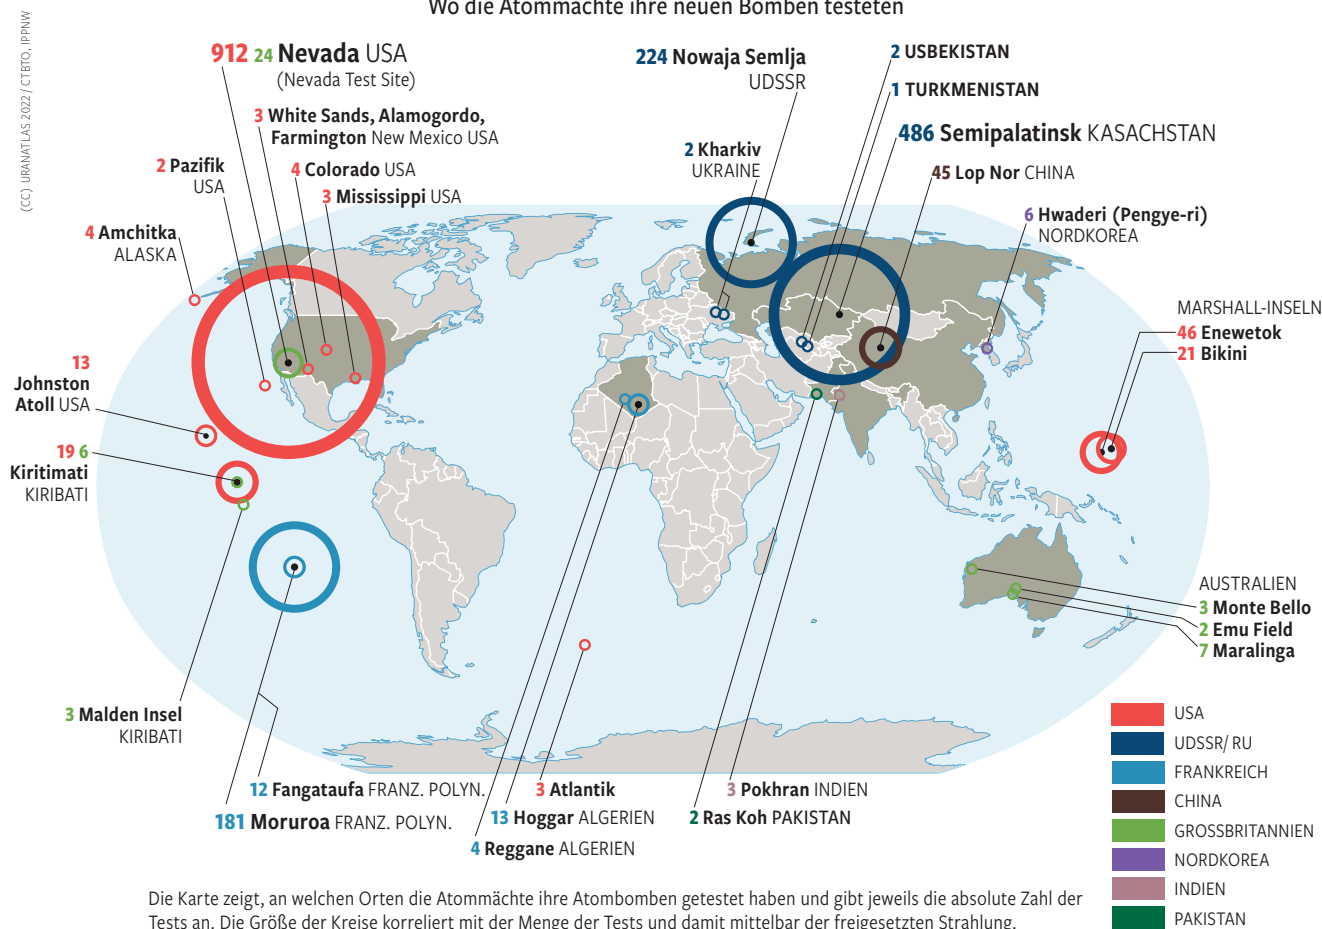 Wo die Atommächte ihre neuen Bomben testeten
(CC) URANATLAS 2022 / CTBTO, IPPNW
912 24 Nevada USA
(Nevada Test Site)
3 White Sands, Alamogordo,
Farmington New Mexico USA
4 Colorado USA
3 Mississippi USA
2 Pazifik
USA
4 Amchitka
ALASKA
13
Johnston
Atoll USA
19 6
Kiritimati
KIRIBATI
3 Malden Insel
KIRIBATI
224 Nowaja Semlja
UDSSR
2 Kharkiv
UKRAINE
2 USBEKISTAN
1 TURKMENISTAN
486 Semipalatinsk KASACHSTAN
45 Lop Nor CHINA
6 Hwaderi (Pengye-ri)
NORDKOREA
MARSHALL-INSELN
46 Enewetok
21 Bikini
AUSTRALIEN
3 Monte Bello
2 Emu Field
7 Maralinga
12 Fangataufa FRANZ. POLYN.
181 Moruroa FRANZ. POLYN.
3 Atlantik
13 Hoggar ALGERIEN
4 Reggane ALGERIEN
3 Pokhran INDIEN
2 Ras Koh PAKISTAN
USA
UDSSR/ RU
FRANKREICH
CHINA
GROSSBRITANNIEN
NORDKOREA
INDIEN
PAKISTAN
Die Karte zeigt, an welchen Orten die Atommächte ihre Atombomben getestet haben und gibt jeweils die absolute Zahl der
Tests an. Die Größe der Kreise korreliert mit der Menge der Tests und damit mittelbar der freigesetzten Strahlung.